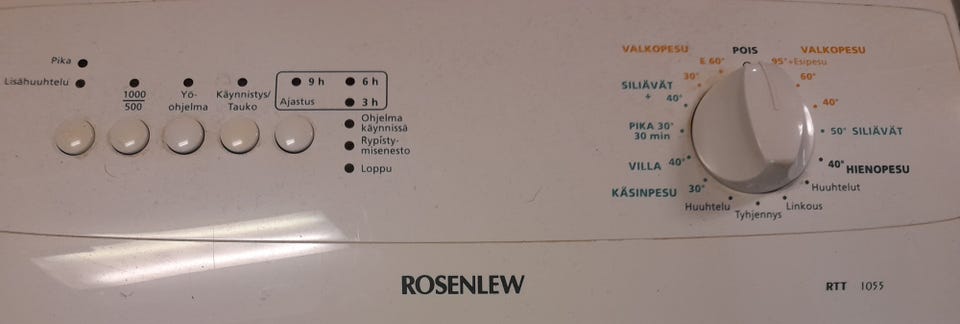 Pika
Lisähuuhtelu
1000
500
Yö-
ohjelma
Käynnistys/
Tauko
9 h
6 h
Ajastus
3 h
Ohjelma
käynnissä
Rypisty-
misenesto
Loppu
VALKOPESU
POIS
VALKOPESU
E 60°
95°+Esipesu
30°
60°
SILIÄVÄT
+ 40°
40°
PIKA 30°
30 min
50° SILIÄVÄT
VILLA 40°
40° HIENOPESU
KÄSINPESU 30°
Huuhtelut
Huuhtelu
Tyhjennys
Linkous
ROSENLEW
RTT 1055